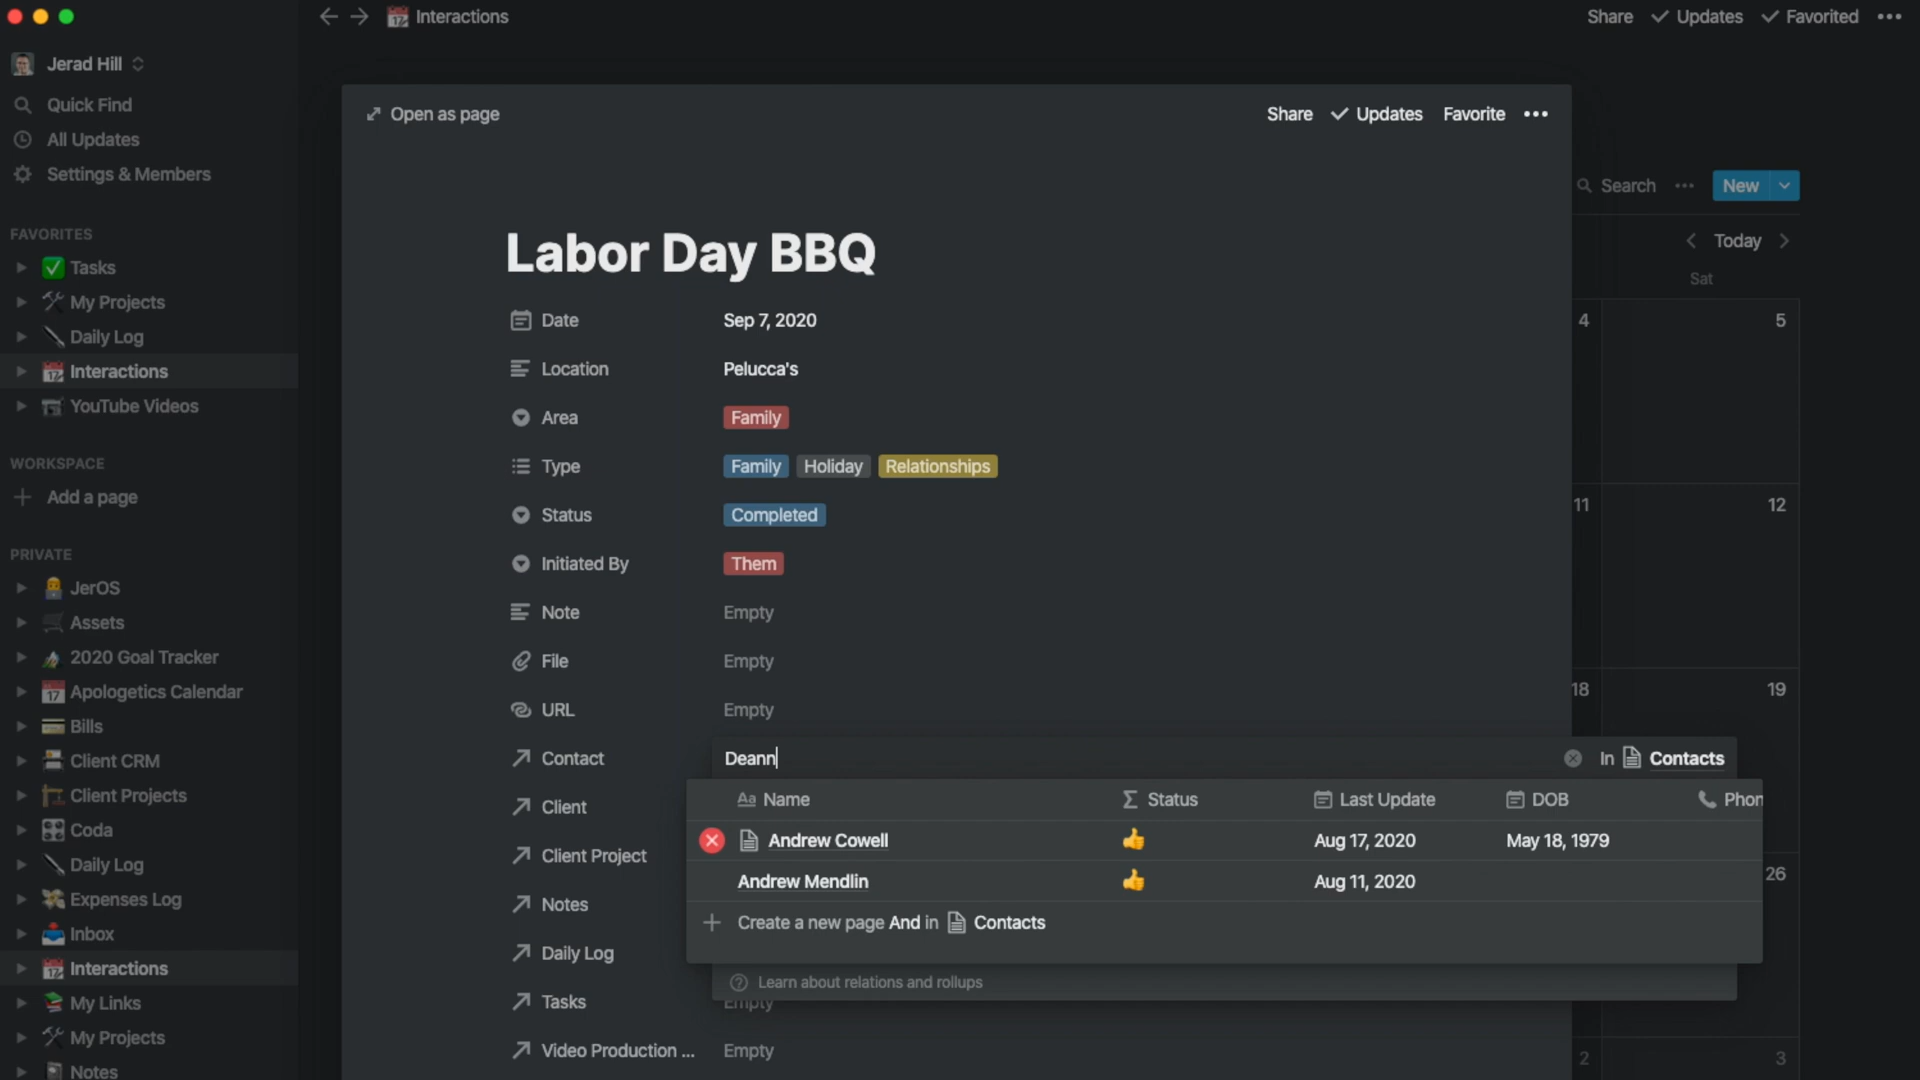 Interactions
Share Updates Favorited
Jerad Hill
Quick Find
All Updates
Settings & Members
FAVORITES
Tasks
My Projects
Daily Log
Interactions
YouTube Videos
WORKSPACE
Add a page
PRIVATE
JerOS
Assets
2020 Goal Tracker
Apologetics Calendar
Bills
Client CRM
Client Projects
Coda
Daily Log
Expenses Log
Inbox
Interactions
My Links
My Projects
Notes
Open as page
Share Updates Favorite
Labor Day BBQ
Date Sep 7, 2020
Location Pelucca's
Area Family
Type Family Holiday Relationships
Status Completed
Initiated By Them
Note Empty
File Empty
URL Empty
Contact Deann In Contacts
Client
Client Project
Notes
Daily Log
Tasks Empty
Video Production ... Empty
Aa Name Σ Status Last Update DOB Phon
Andrew Cowell Aug 17, 2020 May 18, 1979
Andrew Mendlin Aug 11, 2020
Create a new page And in Contacts
Learn about relations and rollups
Search New
Today
Sat
4 5
11 12
18 19
26
2 3